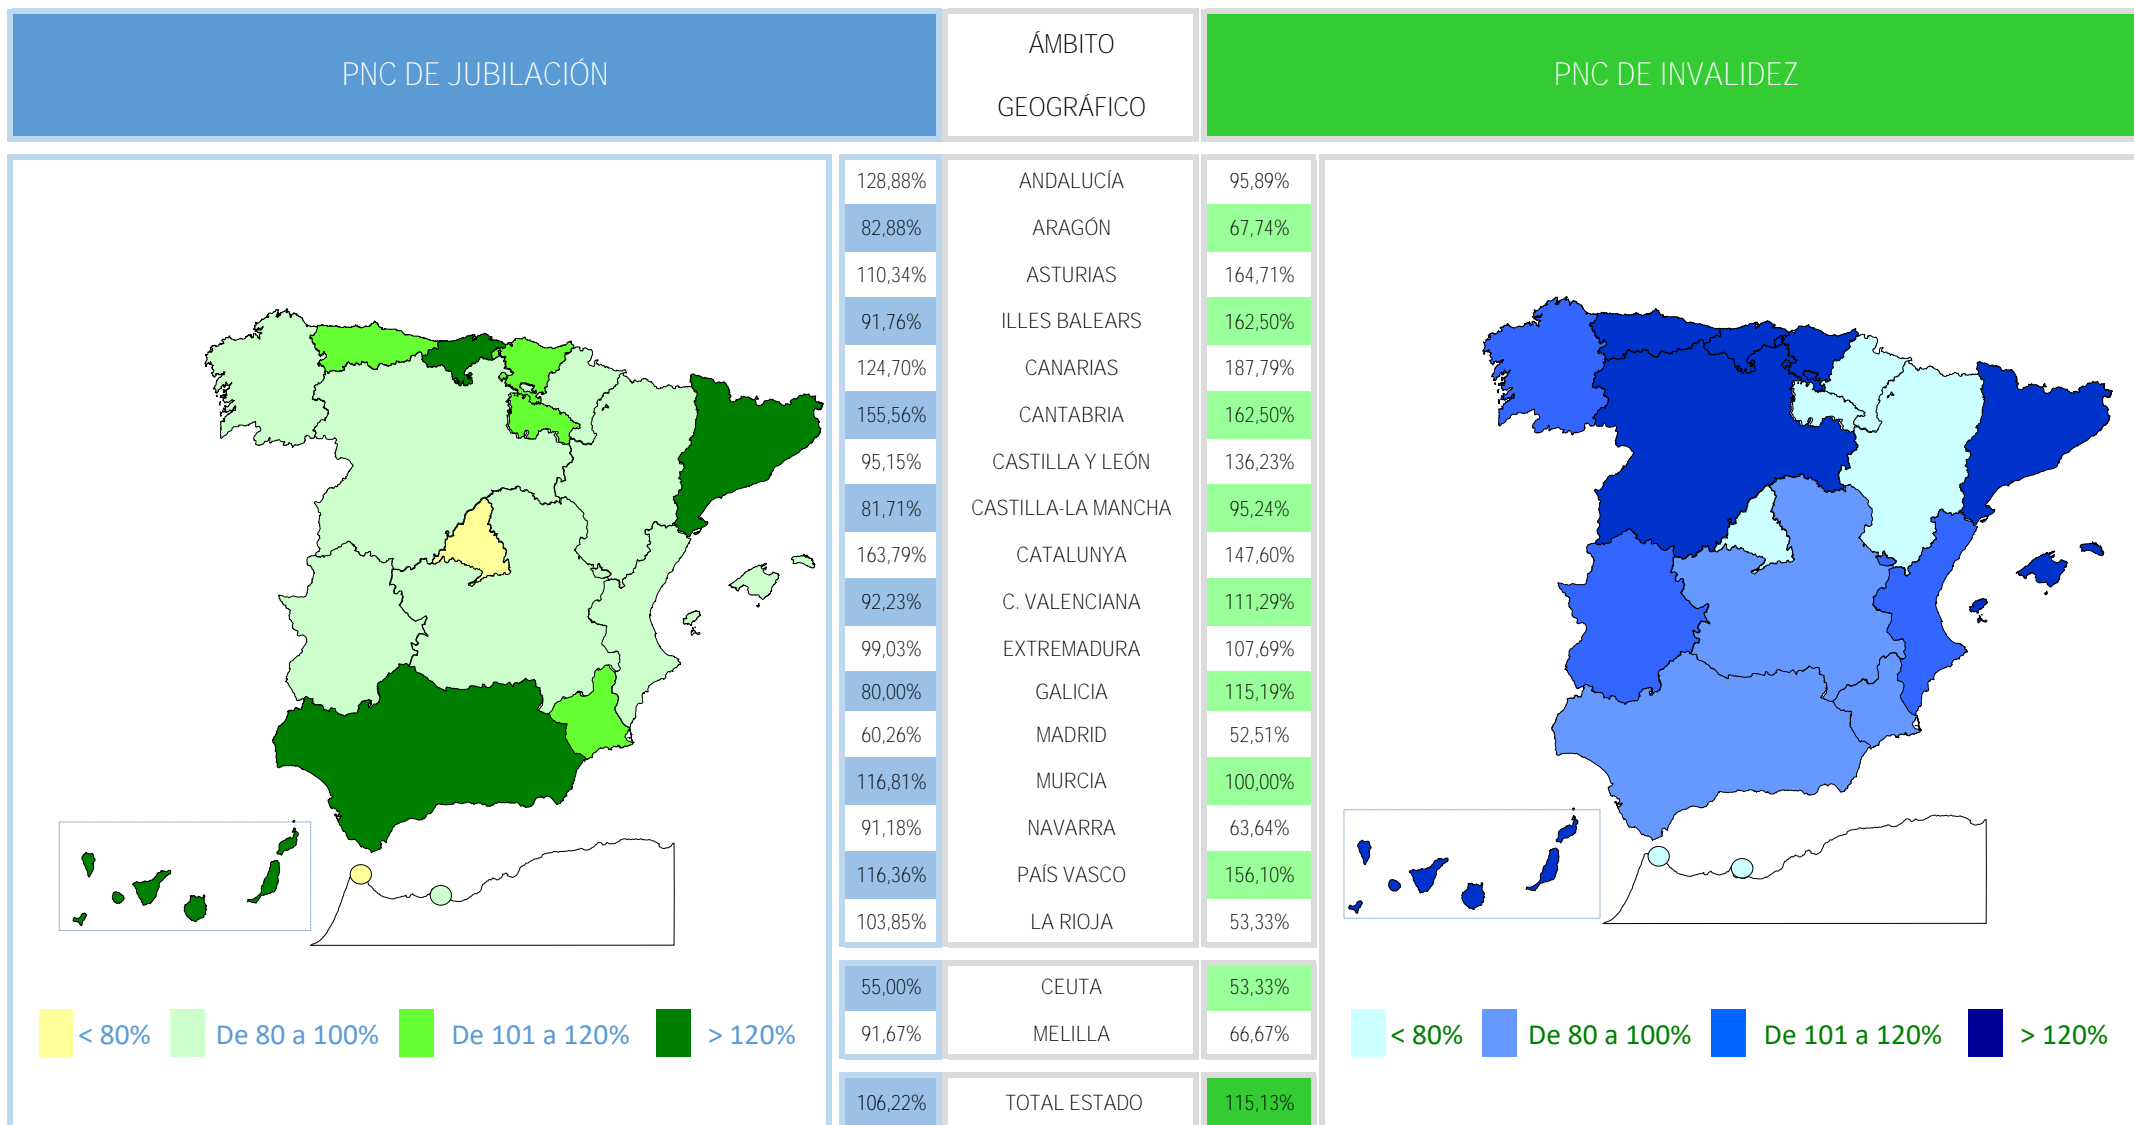 PNC DE JUBILACIÓN
ÁMBITO
GEOGRÁFICO
PNC DE INVALIDEZ
128,88% ANDALUCÍA 95,89%
82,88% ARAGÓN 67,74%
110,34% ASTURIAS 164,71%
91,76% ILLES BALEARS 162,50%
124,70% CANARIAS 187,79%
155,56% CANTABRIA 162,50%
95,15% CASTILLA Y LEÓN 136,23%
81,71% CASTILLA-LA MANCHA 95,24%
163,79% CATALUNYA 147,60%
92,23% C. VALENCIANA 111,29%
99,03% EXTREMADURA 107,69%
80,00% GALICIA 115,19%
60,26% MADRID 52,51%
116,81% MURCIA 100,00%
91,18% NAVARRA 63,64%
116,36% PAÍS VASCO 156,10%
103,85% LA RIOJA 53,33%
55,00% CEUTA 53,33%
91,67% MELILLA 66,67%
106,22% TOTAL ESTADO 115,13%
< 80% De 80 a 100% De 101 a 120% > 120%
< 80% De 80 a 100% De 101 a 120% > 120%